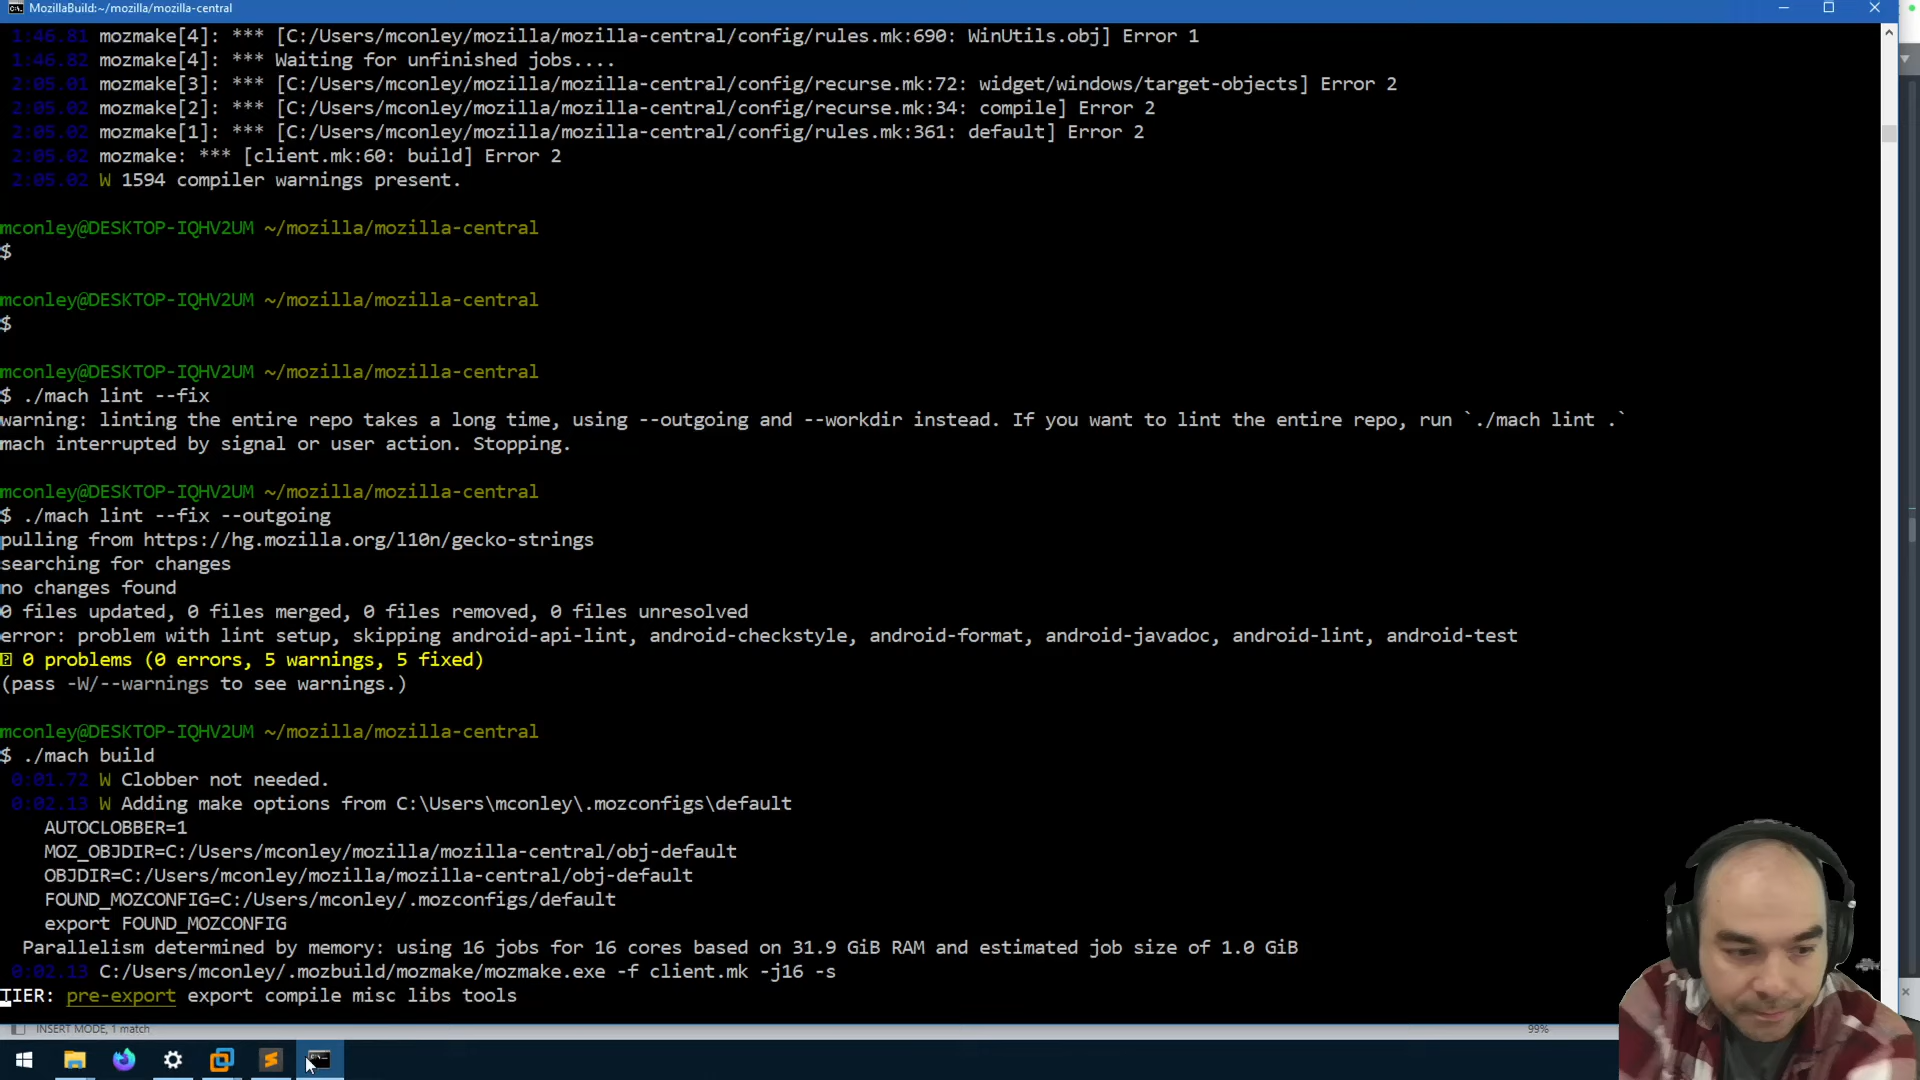 MozillaBuild:~/mozilla/mozilla-central
1:46.81 mozmake[4]: *** [C:/Users/mconley/mozilla/mozilla-central/config/rules.mk:690: WinUtils.obj] Error 1
1:46.82 mozmake[4]: *** Waiting for unfinished jobs....
2:05.01 mozmake[3]: *** [C:/Users/mconley/mozilla/mozilla-central/config/recurse.mk:72: widget/windows/target-objects] Error 2
2:05.02 mozmake[2]: *** [C:/Users/mconley/mozilla/mozilla-central/config/recurse.mk:34: compile] Error 2
2:05.02 mozmake[1]: *** [C:/Users/mconley/mozilla/mozilla-central/config/rules.mk:361: default] Error 2
2:05.02 mozmake: *** [client.mk:60: build] Error 2
2:05.02 W 1594 compiler warnings present.
mconley@DESKTOP-IQHV2UM ~/mozilla/mozilla-central
$
mconley@DESKTOP-IQHV2UM ~/mozilla/mozilla-central
$
mconley@DESKTOP-IQHV2UM ~/mozilla/mozilla-central
$ ./mach lint --fix
warning: linting the entire repo takes a long time, using --outgoing and --workdir instead. If you want to lint the entire repo, run `./mach lint .`
mach interrupted by signal or user action. Stopping.
mconley@DESKTOP-IQHV2UM ~/mozilla/mozilla-central
$ ./mach lint --fix --outgoing
pulling from https://hg.mozilla.org/l10n/gecko-strings
searching for changes
no changes found
0 files updated, 0 files merged, 0 files removed, 0 files unresolved
error: problem with lint setup, skipping android-api-lint, android-checkstyle, android-format, android-javadoc, android-lint, android-test
0 problems (0 errors, 5 warnings, 5 fixed)
(pass -W/--warnings to see warnings.)
mconley@DESKTOP-IQHV2UM ~/mozilla/mozilla-central
$ ./mach build
0:01.72 W Clobber not needed.
0:02.13 W Adding make options from C:\Users\mconley\.mozconfigs\default
AUTOCLOBBER=1
MOZ_OBJDIR=C:/Users/mconley/mozilla/mozilla-central/obj-default
OBJDIR=C:/Users/mconley/mozilla/mozilla-central/obj-default
FOUND_MOZCONFIG=C:/Users/mconley/.mozconfigs/default
export FOUND_MOZCONFIG
Parallelism determined by memory: using 16 jobs for 16 cores based on 31.9 GiB RAM and estimated job size of 1.0 GiB
0:02.13 C:/Users/mconley/.mozbuild/mozmake/mozmake.exe -f client.mk -j16 -s
TIER: pre-export export compile misc libs tools
INSERT MODE, 1 match
99%